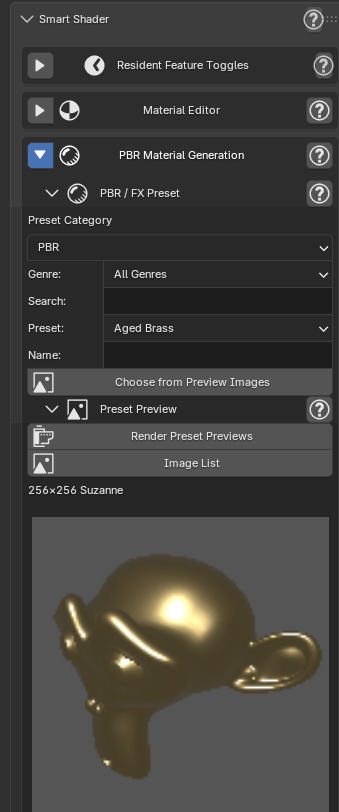 Smart Shader
Resident Feature Toggles
Material Editor
PBR Material Generation
PBR / FX Preset
Preset Category
PBR
Genre: All Genres
Search:
Preset: Aged Brass
Name:
Choose from Preview Images
Preset Preview
Render Preset Previews
Image List
256×256 Suzanne